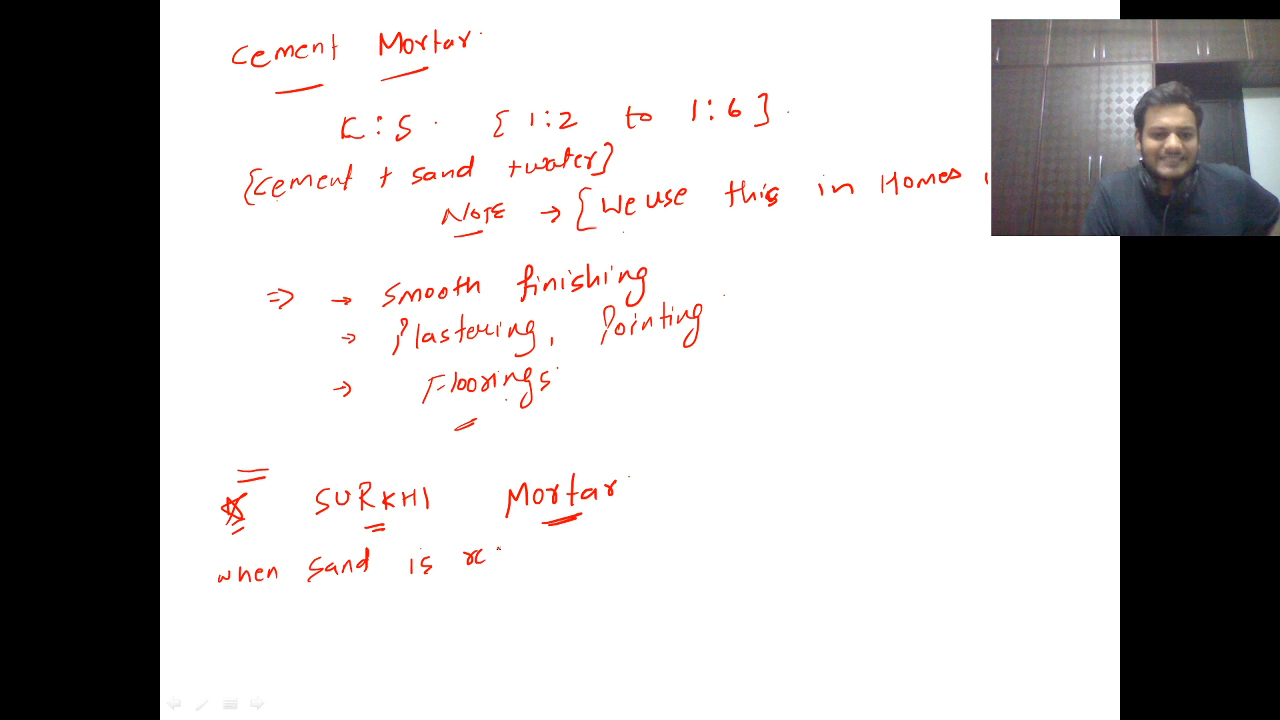 Cement Mortar
C : S [ 1:2 to 1:6 ]
{cement + sand + water}
NOTE → [ We use this in Homes
⇒ → Smooth finishing
→ Plastering, Pointing
→ Floorings
SURKHI Mortar
when sand is